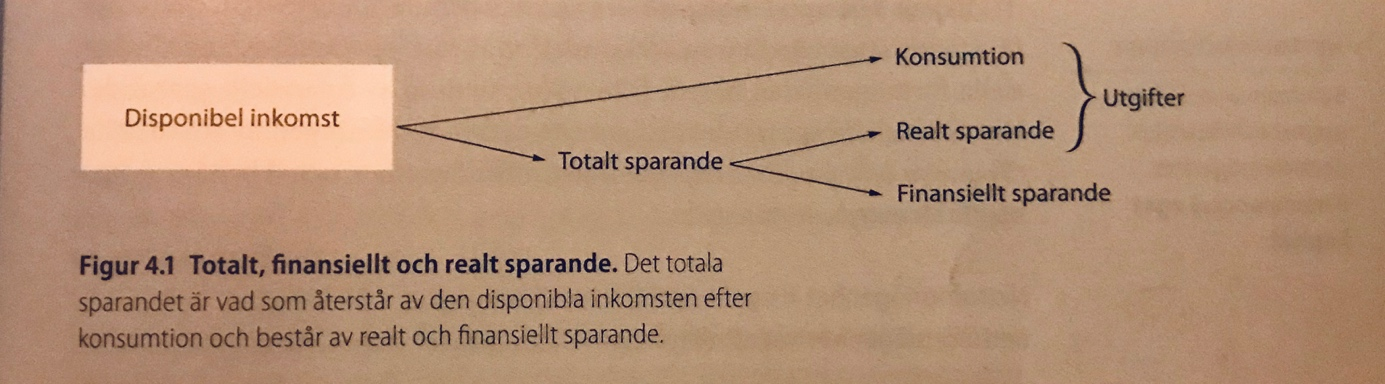 Konsumtion
Disponibel inkomst
Utgifter
Realt sparande
Totalt sparande
Finansiellt sparande
Figur 4.1 Totalt, finansiellt och realt sparande. Det totala
sparandet är vad som återstår av den disponibla inkomsten efter
konsumtion och består av realt och finansiellt sparande.